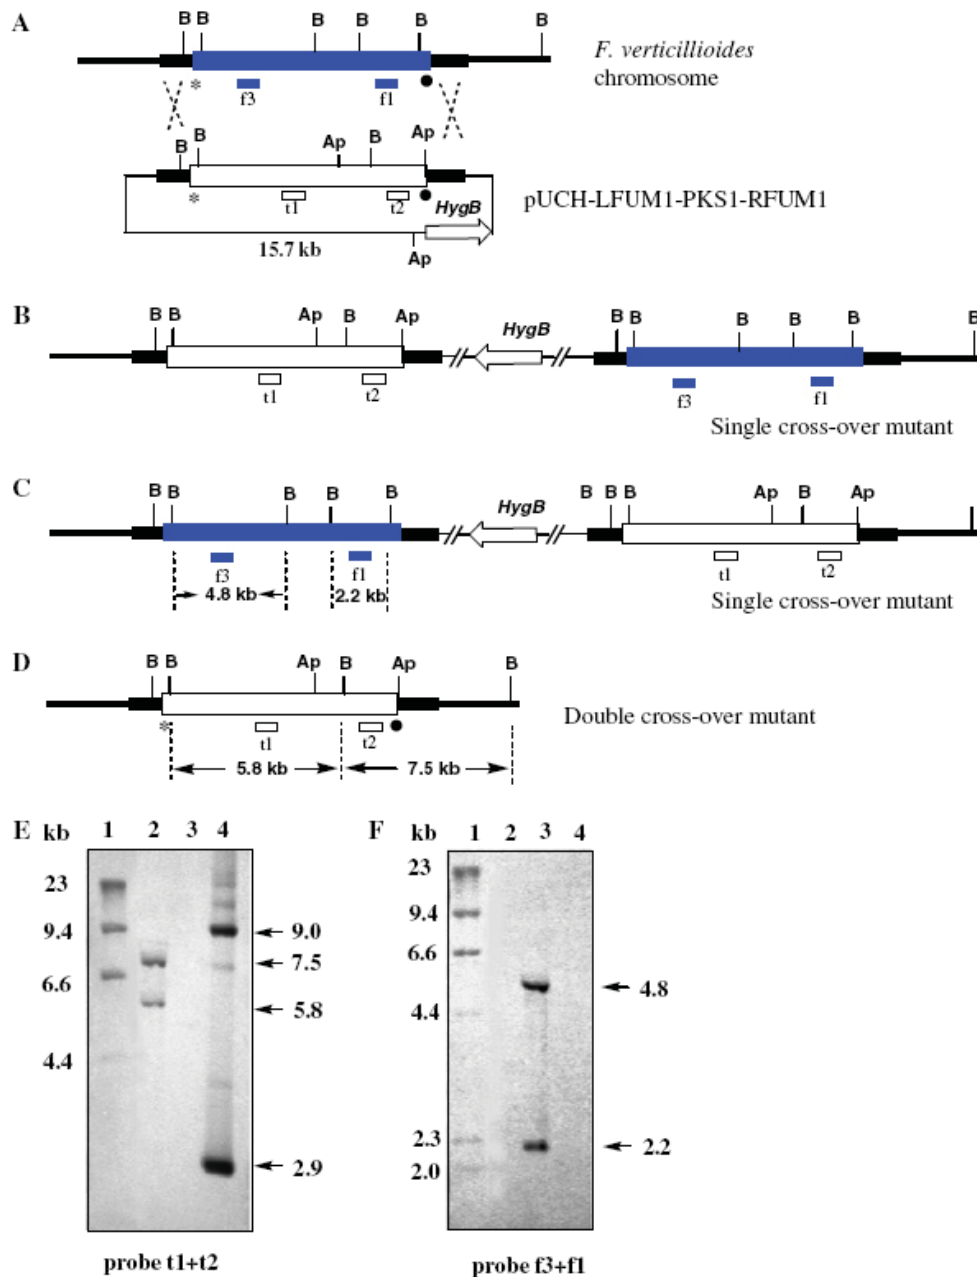 A
B B B B B B
F. verticillioides
chromosome
* f3 f1
B B Ap B Ap
* t1 t2
HygB
pUCH-LFUM1-PKS1-RFUM1
15.7 kb
Ap
B
B B Ap B Ap HygB B B B B B B
t1 t2 f3 f1
Single cross-over mutant
C
B B B B B HygB B B B Ap B Ap B
f3 f1 t1 t2
4.8 kb 2.2 kb
Single cross-over mutant
D
B B Ap B Ap B
Double cross-over mutant
* t1 t2
5.8 kb 7.5 kb
E kb 1 2 3 4
23
9.4
6.6
4.4
9.0
7.5
5.8
2.9
probe t1+t2
F kb 1 2 3 4
23
9.4
6.6
4.4
2.3
2.0
4.8
2.2
probe f3+f1